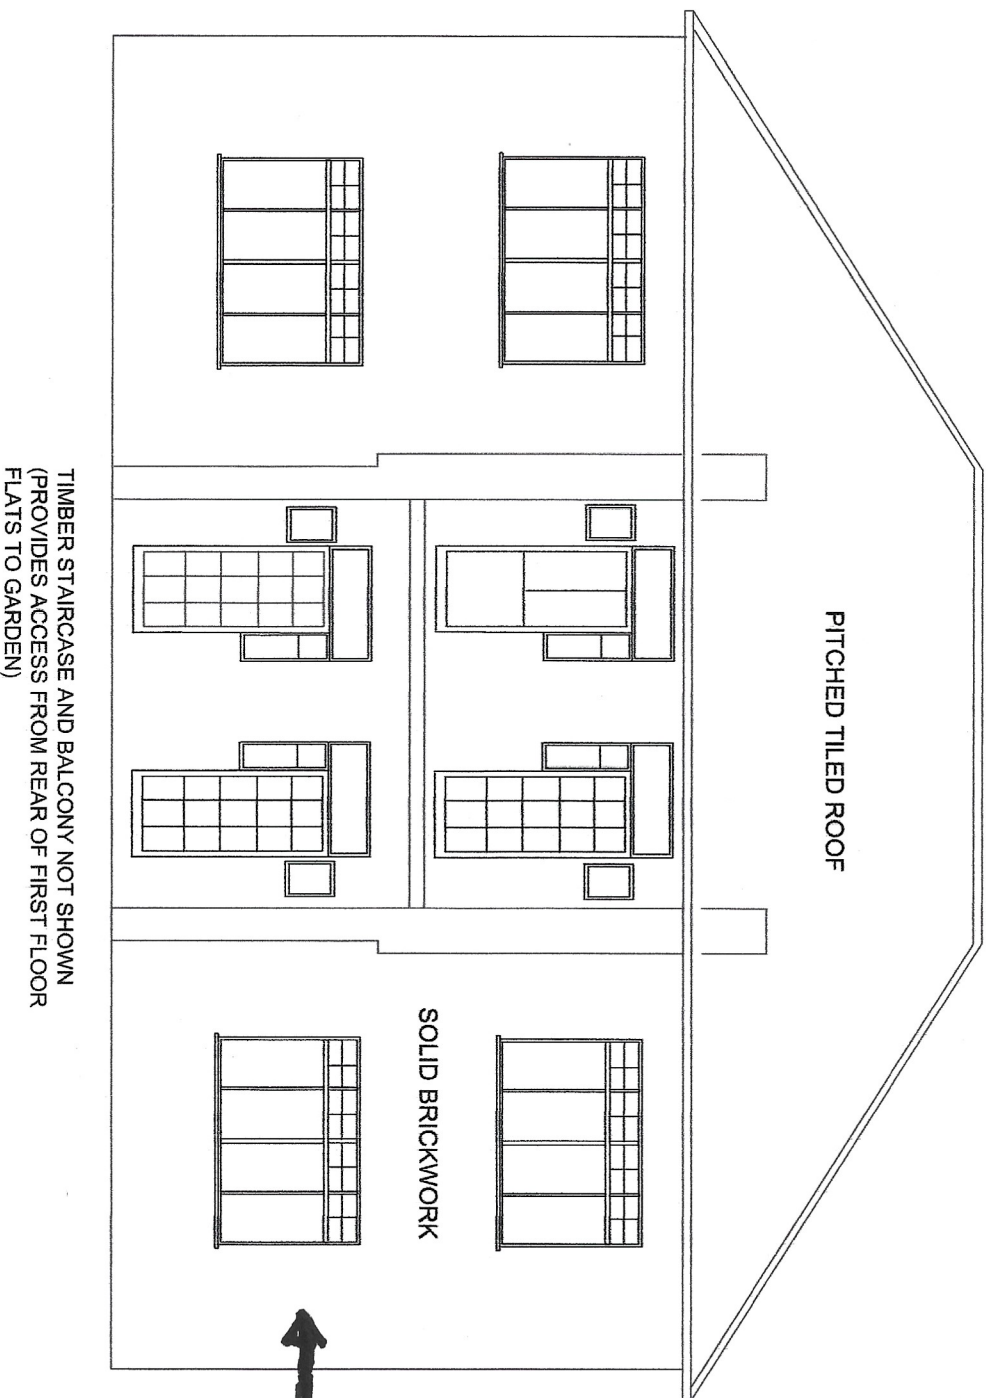 PITCHED TILED ROOF
SOLID BRICKWORK
TIMBER STAIRCASE AND BALCONY NOT SHOWN
(PROVIDES ACCESS FROM REAR OF FIRST FLOOR
FLATS TO GARDEN)